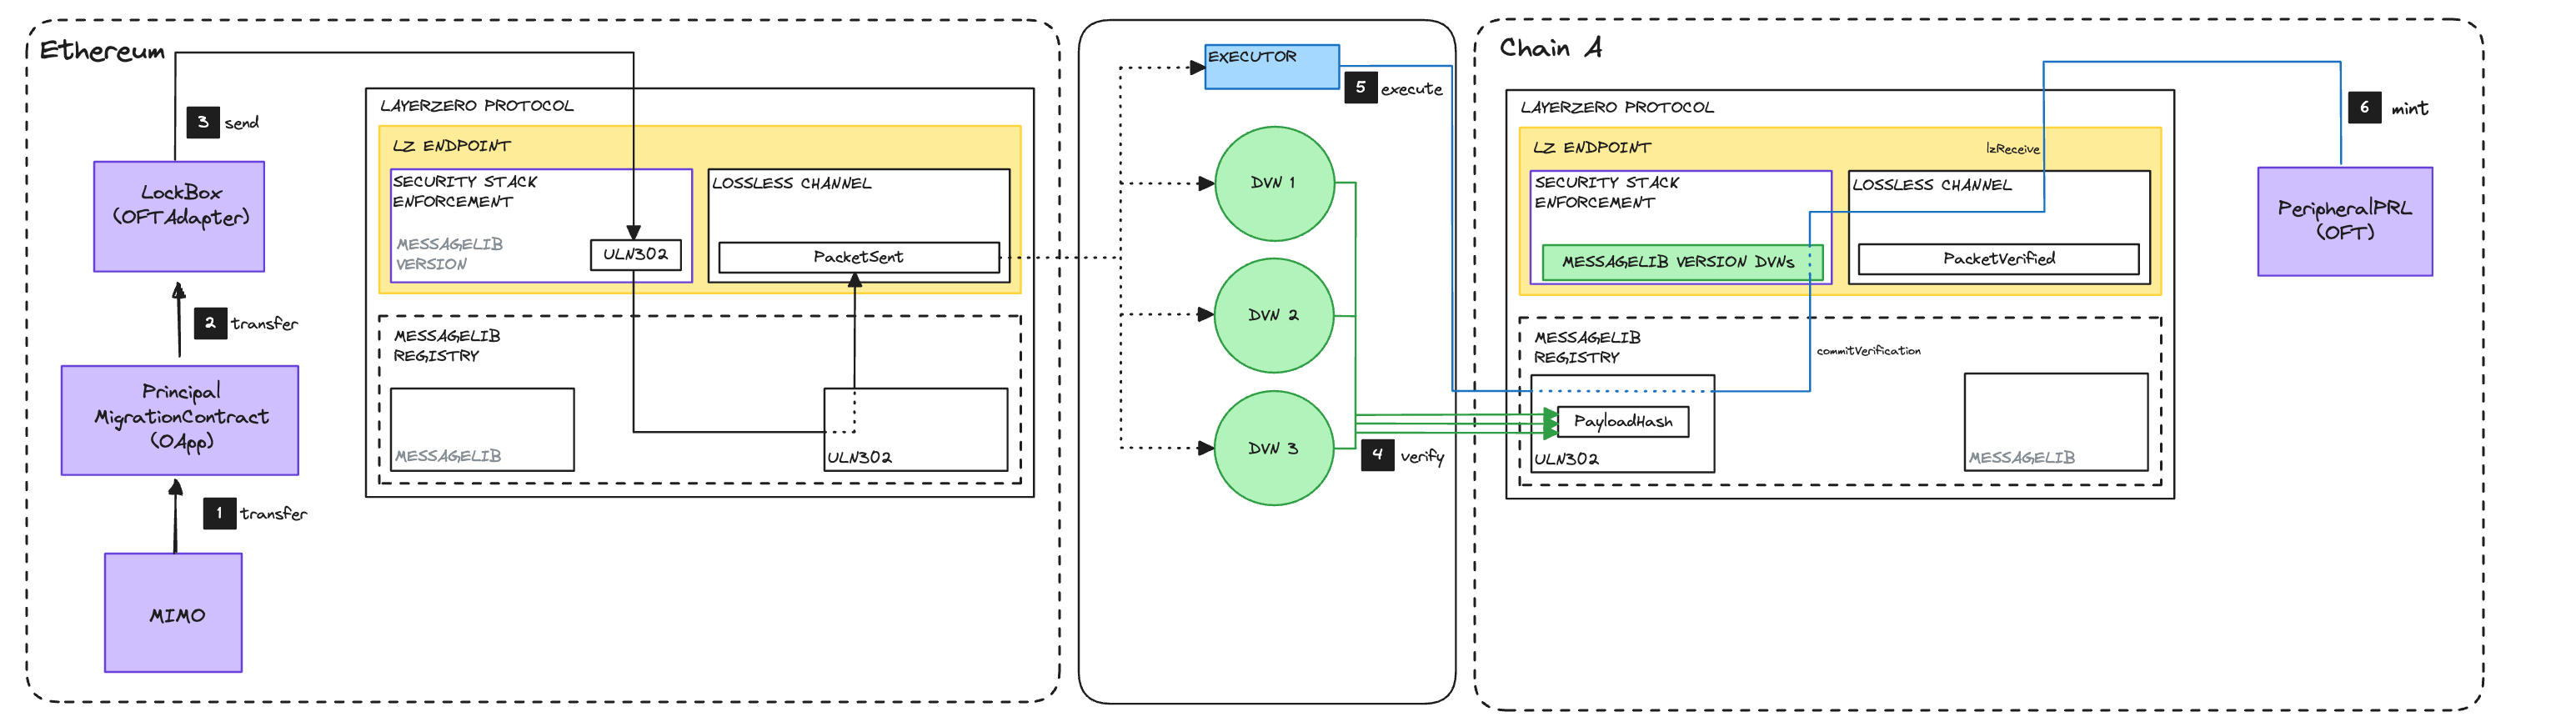 Ethereum
3 send
LockBox
(OFTAdapter)
2 transfer
Principal
MigrationContract
(OApp)
1 transfer
MIMO
LAYERZERO PROTOCOL
LZ ENDPOINT
SECURITY STACK
ENFORCEMENT
MESSAGELIB
VERSION
ULN302
LOSSLESS CHANNEL
PacketSent
MESSAGELIB
REGISTRY
MESSAGELIB
ULN302
EXECUTOR
5 execute
DVN 1
DVN 2
DVN 3
4 verify
Chain A
LAYERZERO PROTOCOL
LZ ENDPOINT
lzReceive
SECURITY STACK
ENFORCEMENT
MESSAGELIB VERSION DVNs
LOSSLESS CHANNEL
PacketVerified
MESSAGELIB
REGISTRY
commitVerification
PayloadHash
ULN302
MESSAGELIB
6 mint
PeripheralPRL
(OFT)